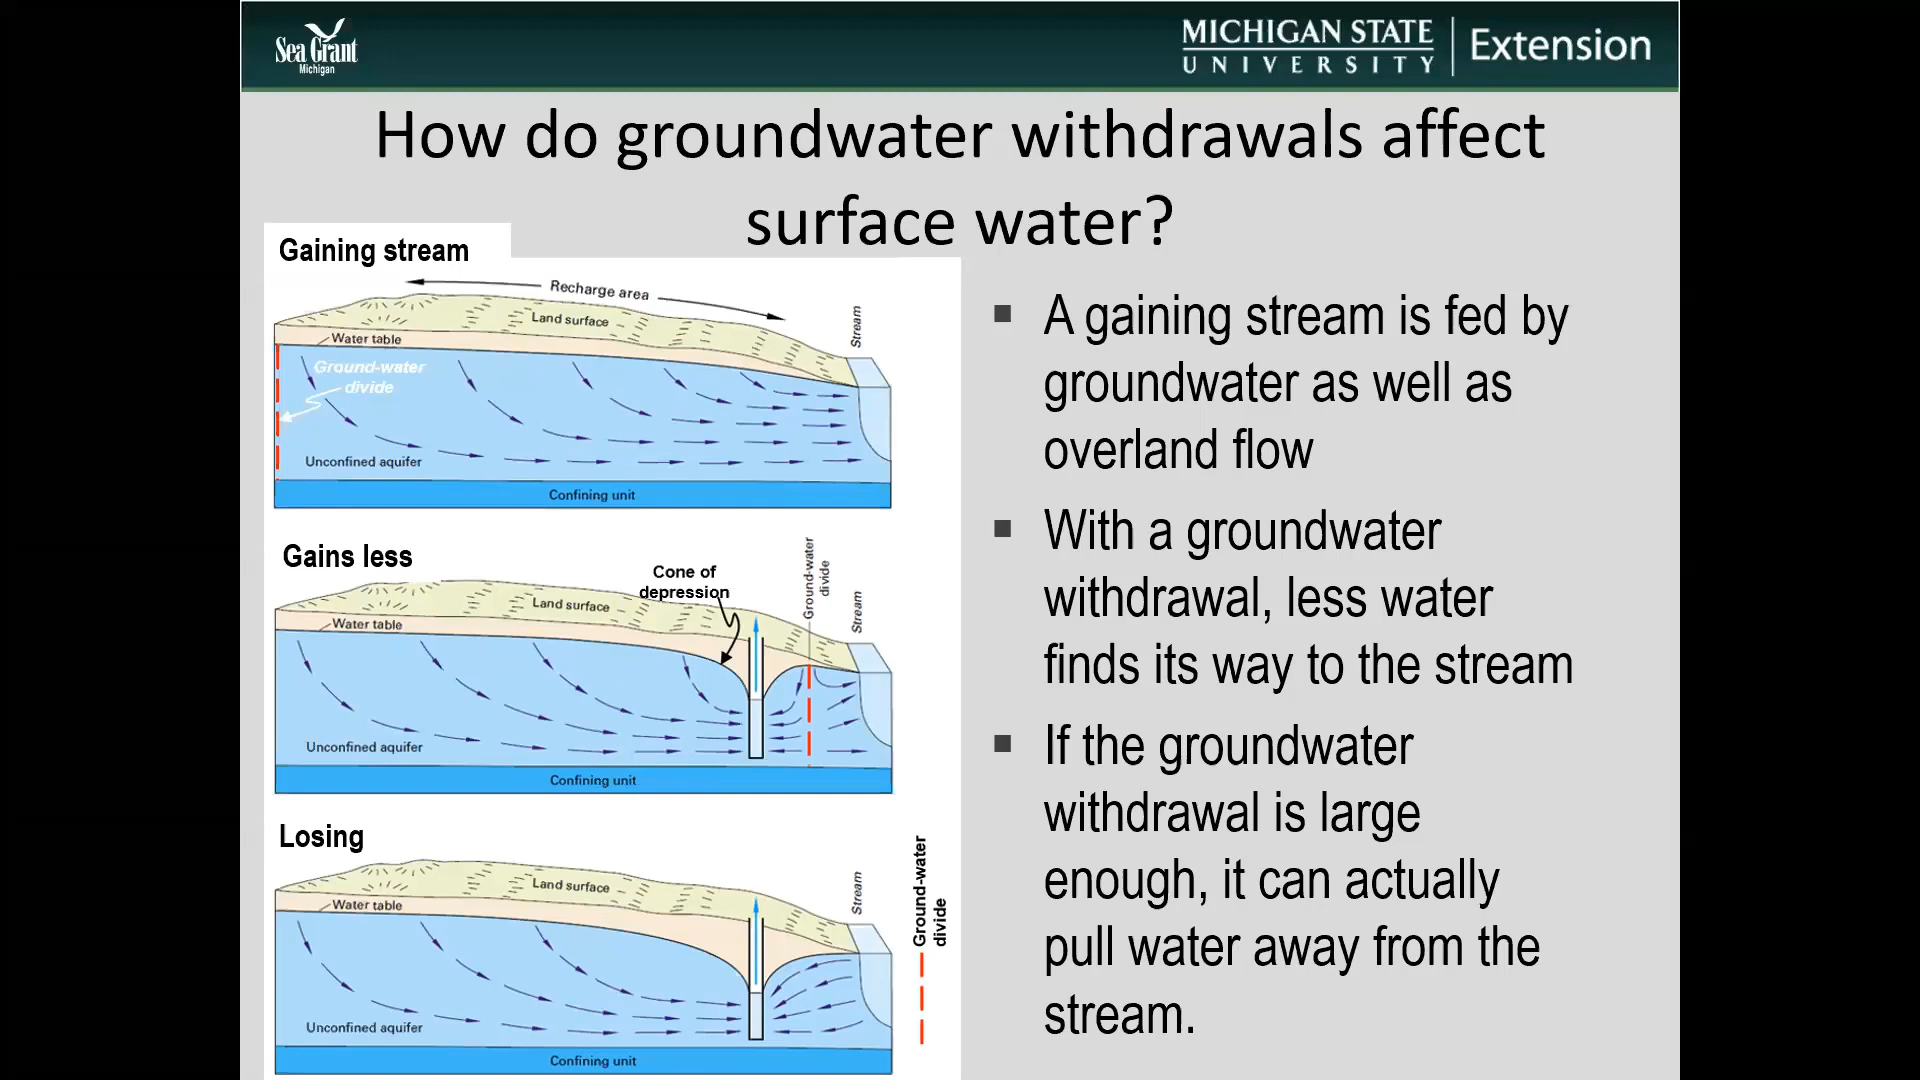 Sea Grant
Michigan
MICHIGAN STATE
UNIVERSITY
Extension
How do groundwater withdrawals affect
surface water?
Gaining stream
Recharge area
Land surface
Stream
Water table
Ground-water
divide
Unconfined aquifer
Confining unit
Gains less
Cone of
depression
Ground-water
divide
Land surface
Stream
Water table
Unconfined aquifer
Confining unit
Losing
Ground-water
divide
Land surface
Stream
Water table
Unconfined aquifer
Confining unit
▪ A gaining stream is fed by
groundwater as well as
overland flow
▪ With a groundwater
withdrawal, less water
finds its way to the stream
▪ If the groundwater
withdrawal is large
enough, it can actually
pull water away from the
stream.